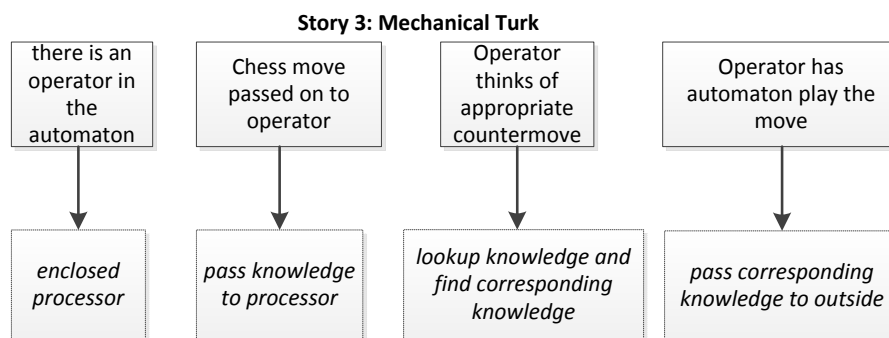 Story 3: Mechanical Turk
there is an
operator in
the
automaton
Chess move
passed on to
operator
Operator
thinks of
appropriate
countermove
Operator has
automaton play the
move
enclosed
processor
pass knowledge
to processor
lookup knowledge and
find corresponding
knowledge
pass corresponding
knowledge to outside